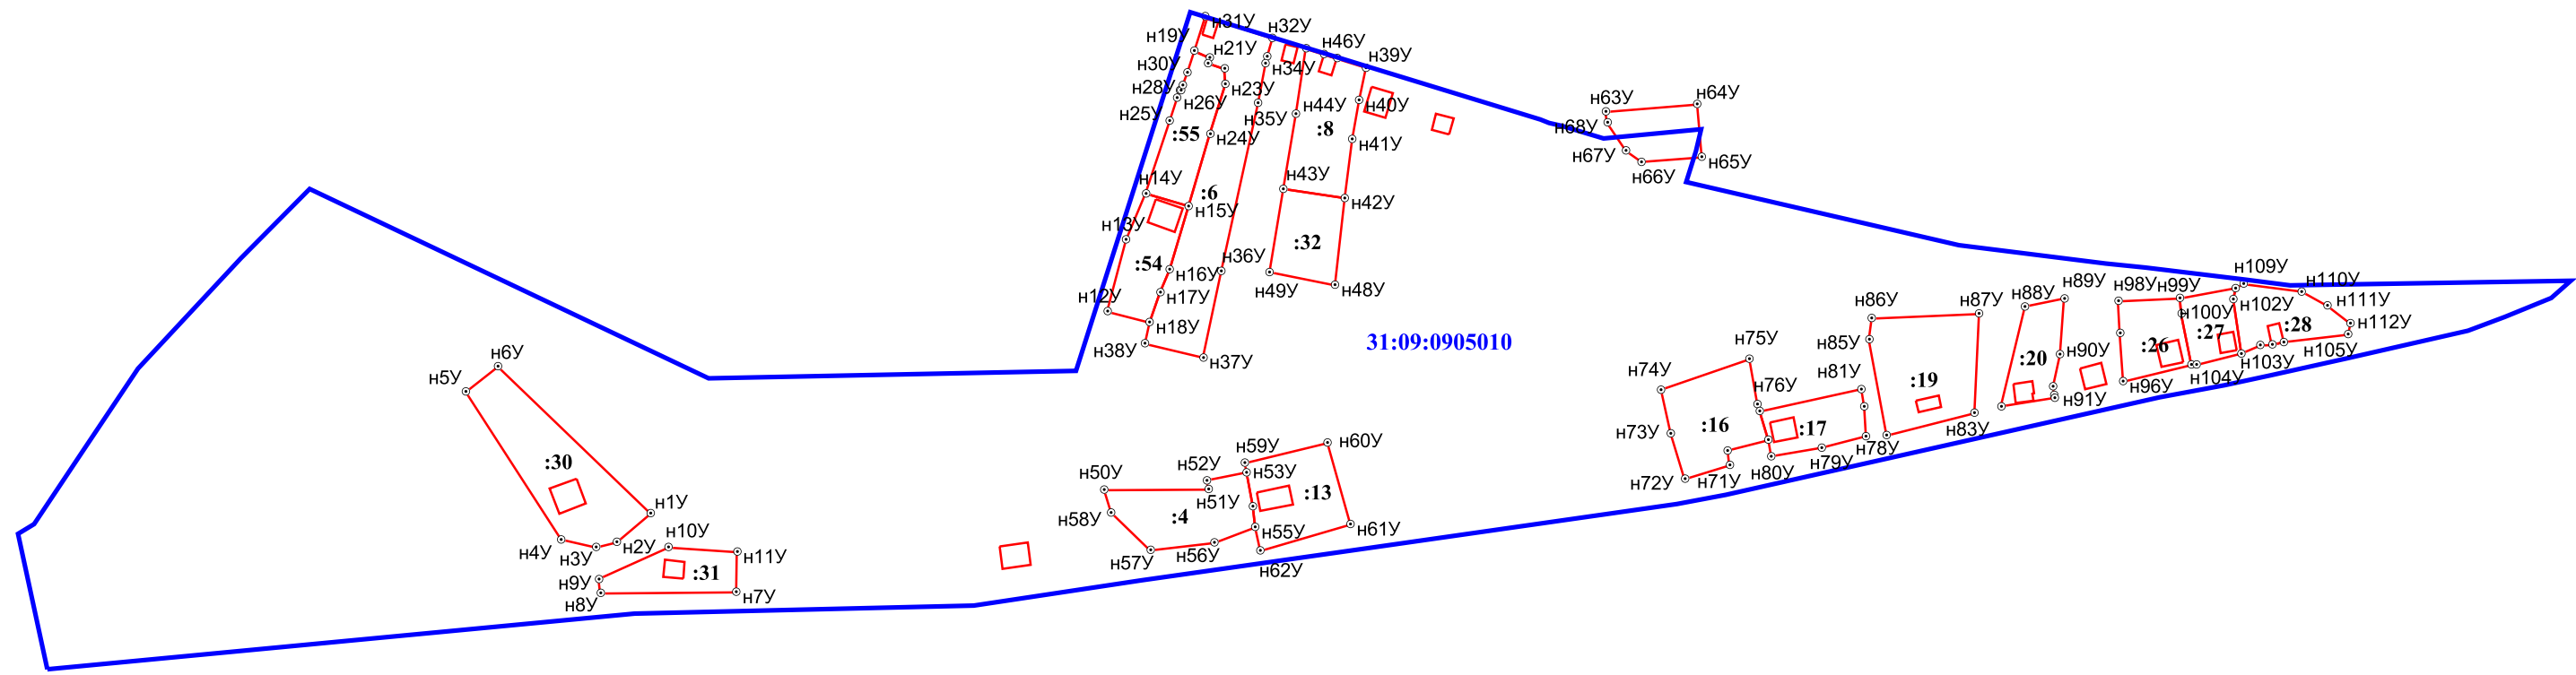 н31У
н32У
н19У
н46У
н21У
н39У
н30У
н34У
н28У
н23У
н26У
н25У
н44У
н40У
н35У
:55
:8
н24У
н41У
н63У
н64У
н68У
н67У
н65У
н66У
н14У
н43У
:6
н15У
н42У
н13У
:32
:54
н36У
н16У
н49У
н48У
н12У
н17У
н18У
н38У
н37У
31:09:0905010
н109У
н110У
н89У
н98У
н99У
н88У
н102У
н111У
н86У
н87У
н100У
:27
:28
н112У
н85У
:26
н105У
:20
н90У
н103У
н104У
н96У
н91У
н75У
н74У
н81У
:19
н76У
:16
:17
н73У
н83У
н78У
н79У
н80У
н71У
н72У
н6У
н5У
:30
н1У
н10У
н2У
н4У
н3У
н11У
н9У
:31
н8У
н7У
н59У
н60У
н52У
н53У
н50У
н51У
:13
н58У
:4
н55У
н61У
н56У
н57У
н62У